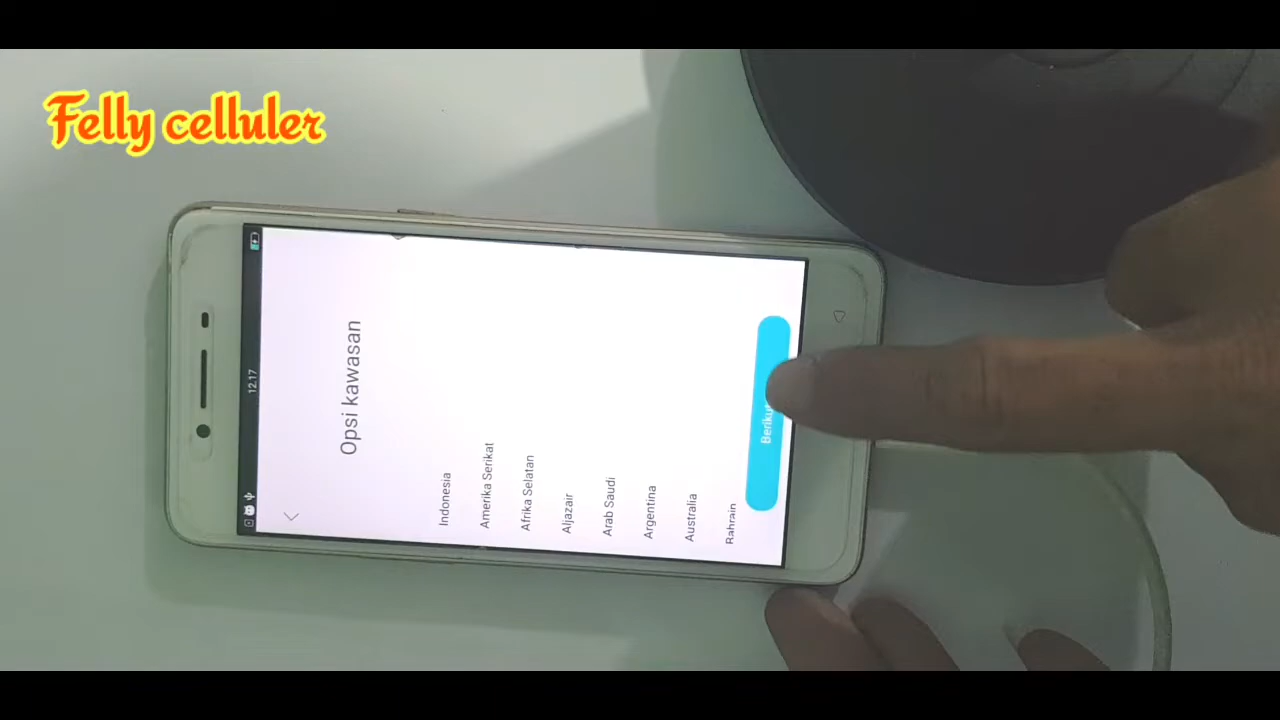 Felly celluler
12.17
Opsi kawasan
Indonesia
Amerika Serikat
Afrika Selatan
Aljazair
Arab Saudi
Argentina
Australia
Bahrain